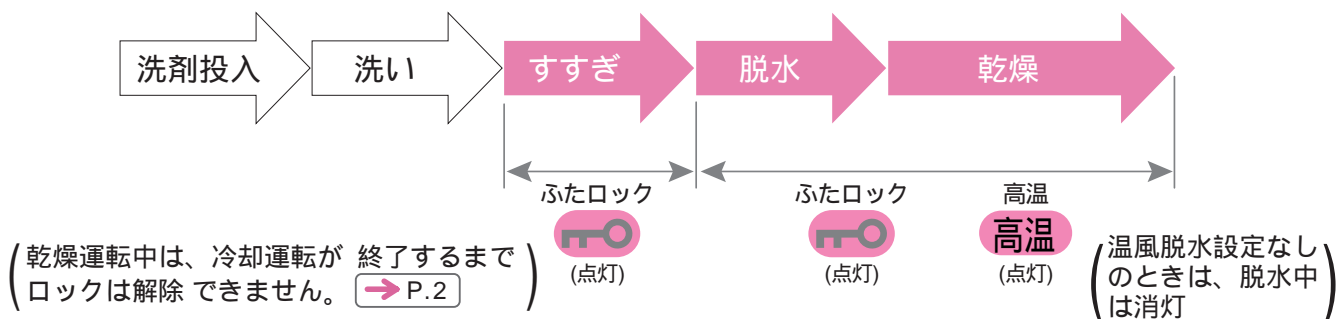 洗剤投入
洗い
すすぎ
脱水
乾燥
ふたロック
(点灯)
ふたロック
(点灯)
高温
高温
(点灯)
(乾燥運転中は、冷却運転が 終了するまで
ロックは解除 できません。 → P.2)
(温風脱水設定なし
のときは、脱水中
は消灯)